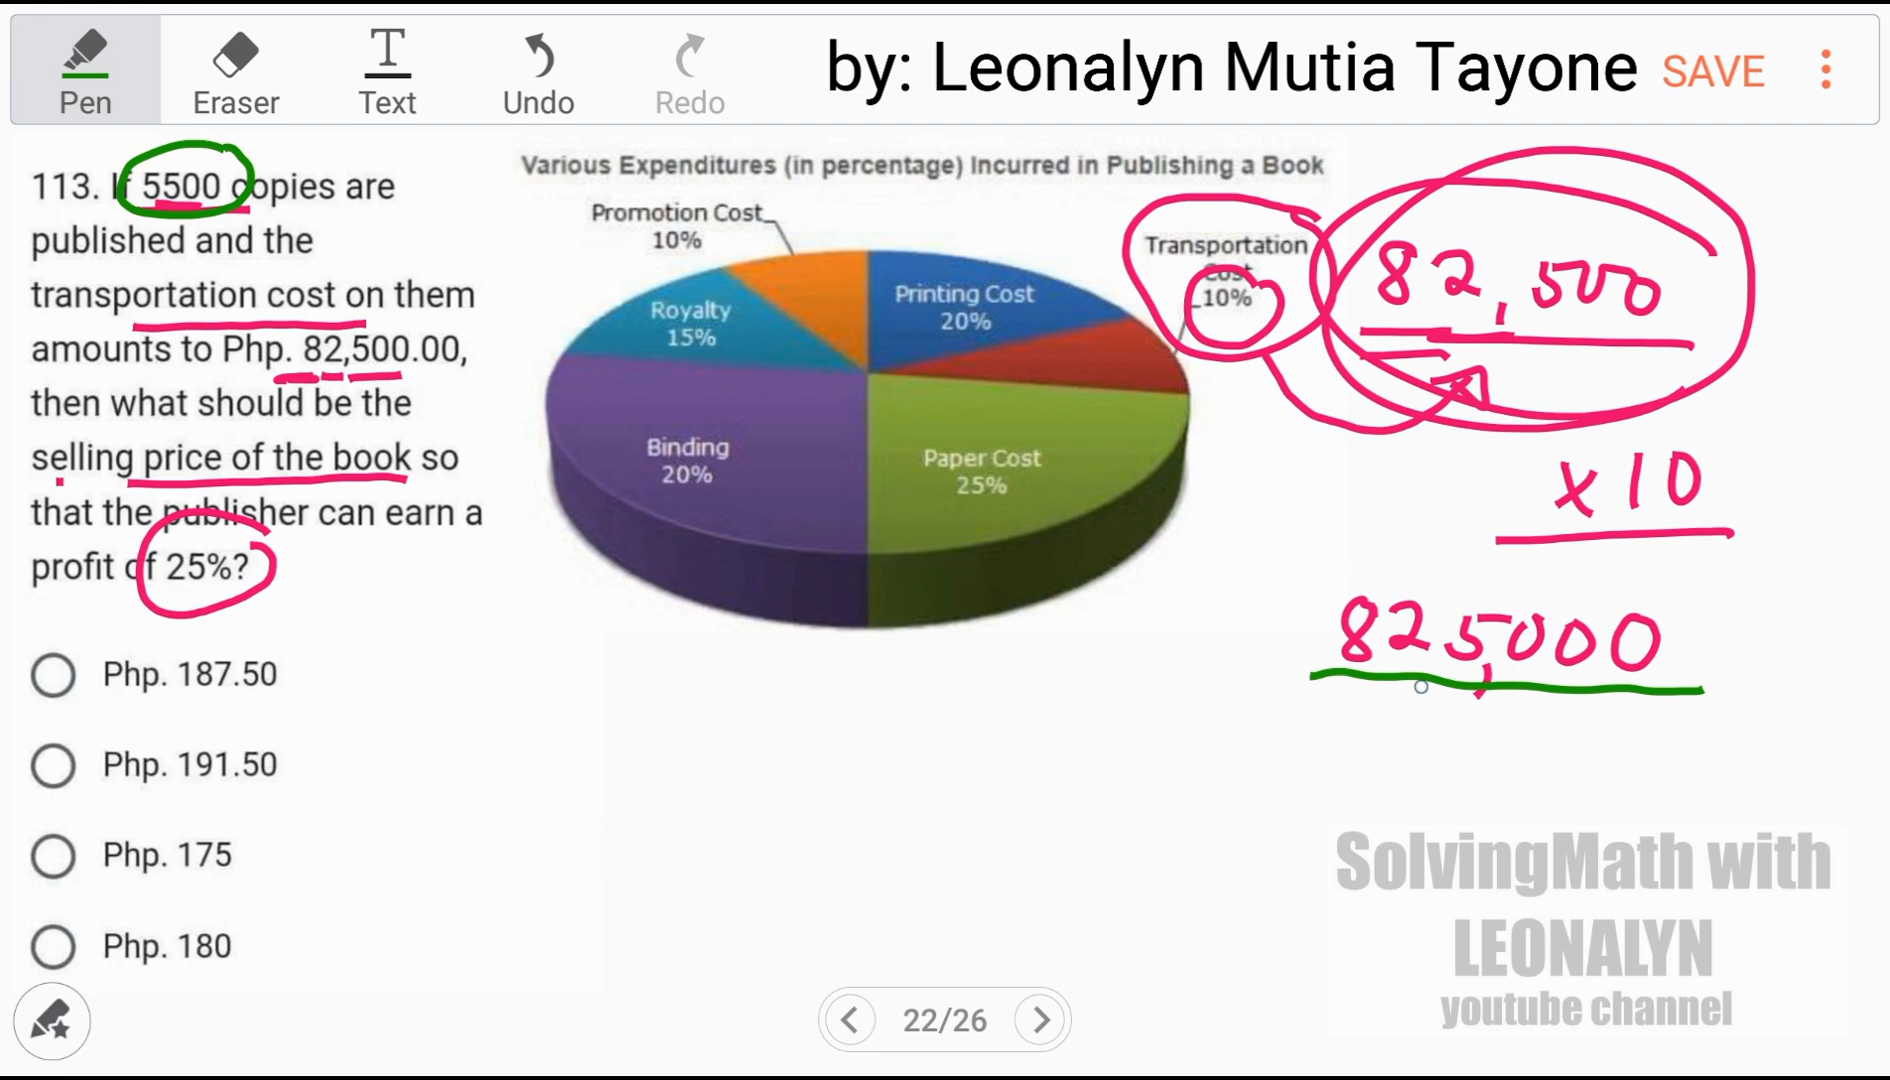 Pen
Eraser
Text
Undo
Redo
by: Leonalyn Mutia Tayone
SAVE
113. If 5500 copies are
published and the
transportation cost on them
amounts to Php. 82,500.00,
then what should be the
selling price of the book so
that the publisher can earn a
profit of 25%?
Php. 187.50
Php. 191.50
Php. 175
Php. 180
Various Expenditures (in percentage) Incurred in Publishing a Book
Promotion Cost
10%
Transportation
Cost
10%
Printing Cost
20%
Royalty
15%
Binding
20%
Paper Cost
25%
82,500
x10
825,000
SolvingMath with
LEONALYN
youtube channel
22/26